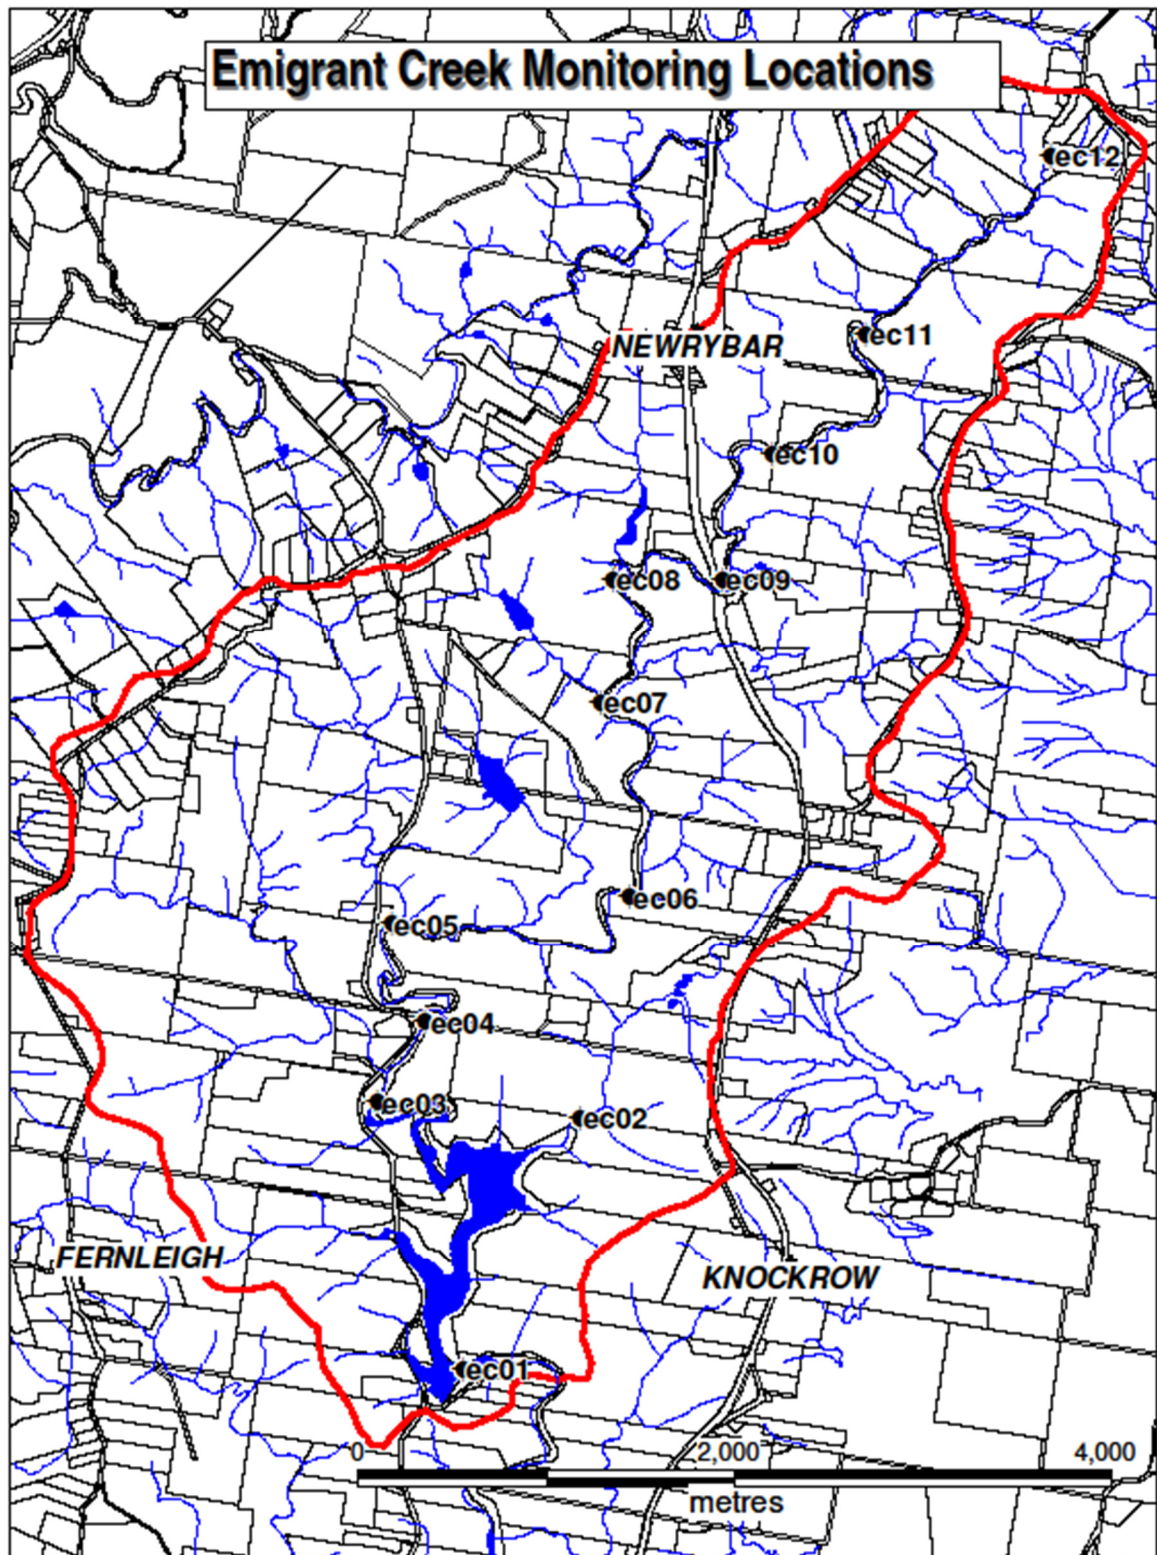 Emigrant Creek Monitoring Locations
ec12
ec11
NEWRYBAR
ec10
ec08
ec09
ec07
ec06
ec05
ec04
ec03
ec02
FERNLEIGH
KNOCKROW
ec01
0 2,000 4,000
metres